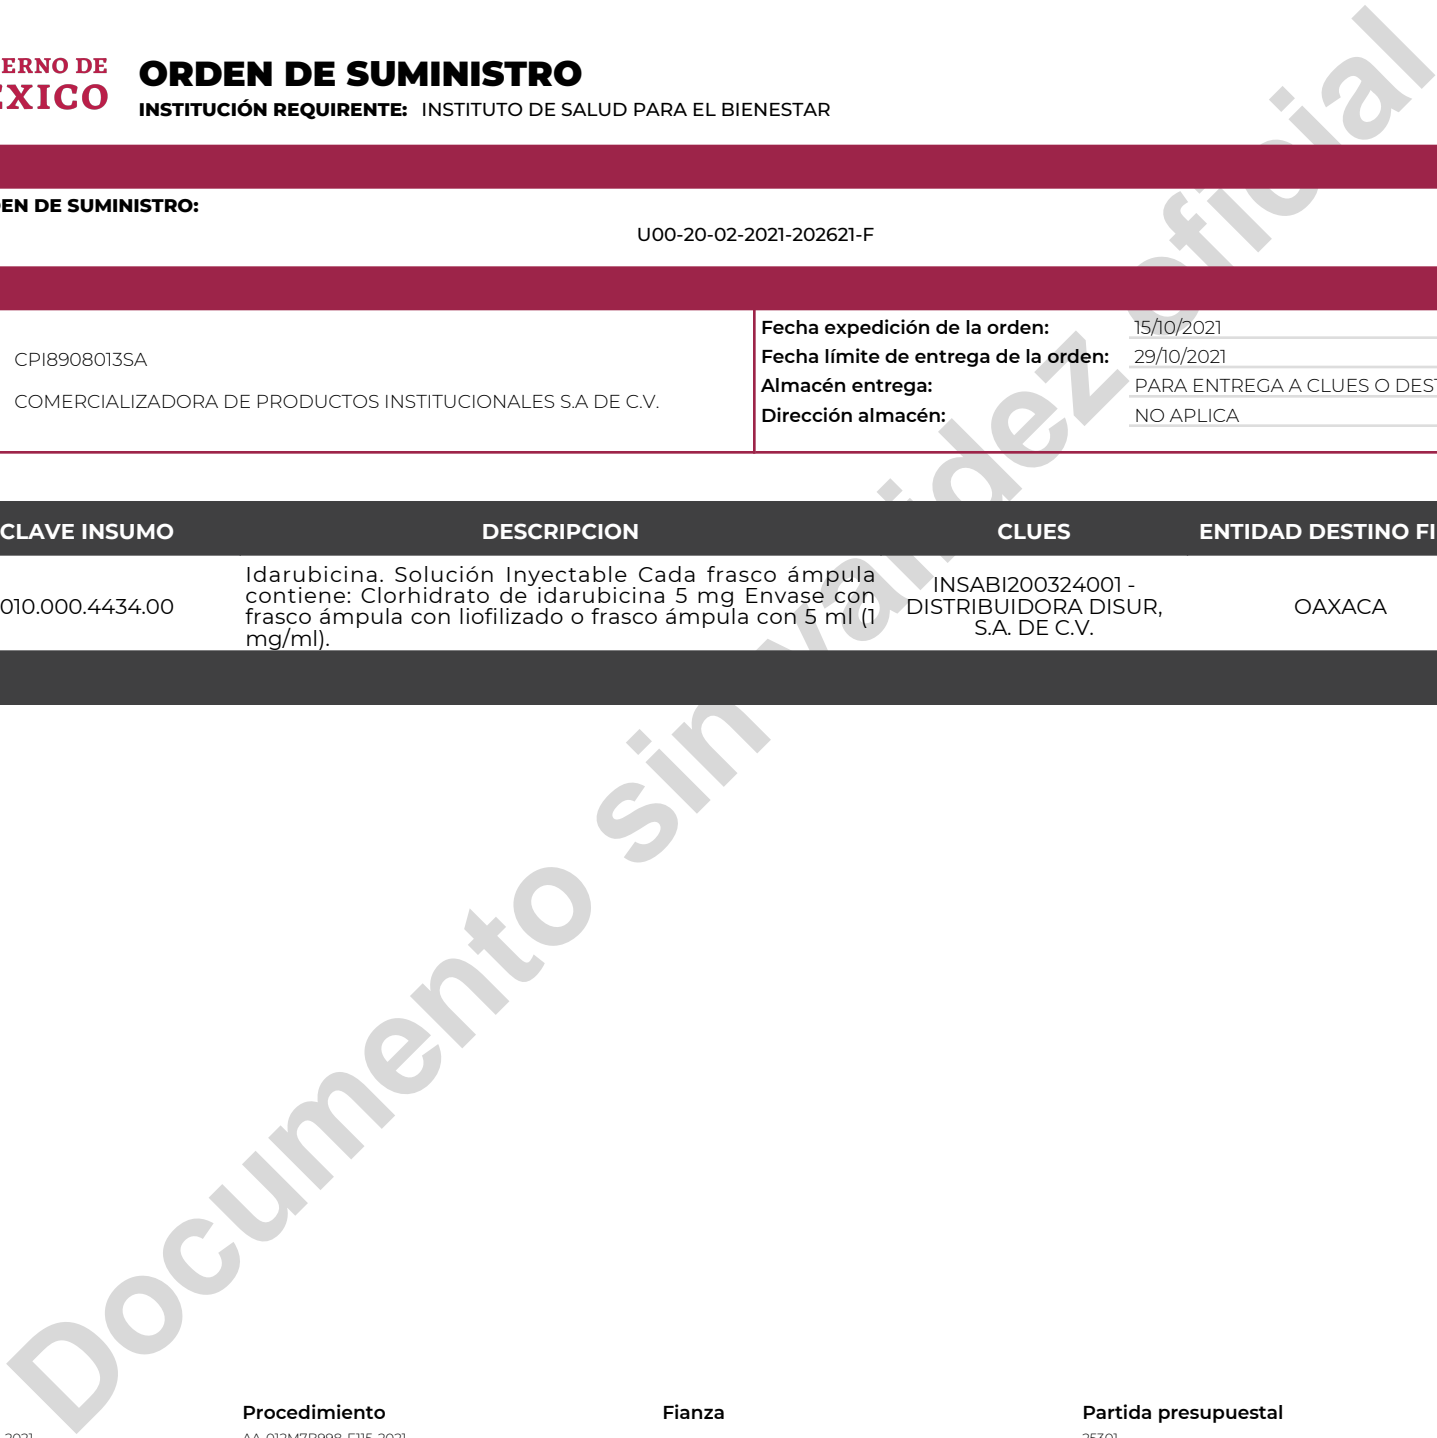 ERNO DE
EXICO
ORDEN DE SUMINISTRO
INSTITUCIÓN REQUIRENTE: INSTITUTO DE SALUD PARA EL BIENESTAR
EN DE SUMINISTRO:
U00-20-02-2021-202621-F
CPI8908013SA
COMERCIALIZADORA DE PRODUCTOS INSTITUCIONALES S.A DE C.V.
Fecha expedición de la orden: 15/10/2021
Fecha límite de entrega de la orden: 29/10/2021
Almacén entrega: PARA ENTREGA A CLUES O DEST
Dirección almacén: NO APLICA
CLAVE INSUMO DESCRIPCION CLUES ENTIDAD DESTINO FI
010.000.4434.00
Idarubicina. Solución Inyectable Cada frasco ámpula
contiene: Clorhidrato de idarubicina 5 mg Envase con
frasco ámpula con liofilizado o frasco ámpula con 5 ml (1
mg/ml).
INSABI200324001 -
DISTRIBUIDORA DISUR,
S.A. DE C.V.
OAXACA
Documento sin validez oficial
Procedimiento Fianza Partida presupuestal